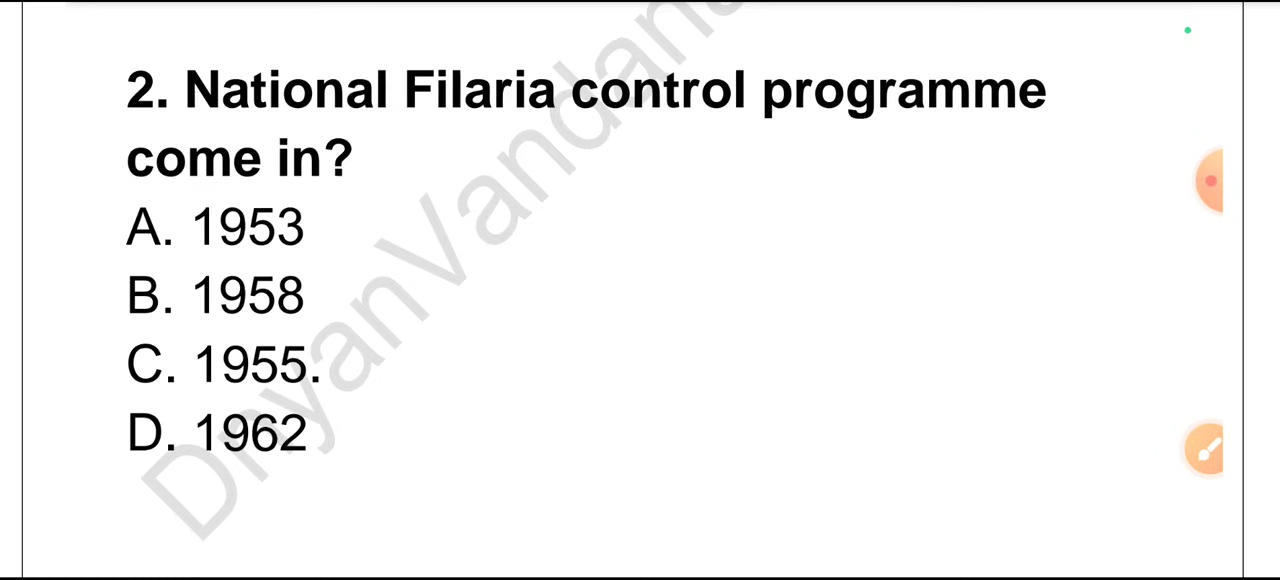 2. National Filaria control programme
come in?
A. 1953
B. 1958
C. 1955.
D. 1962